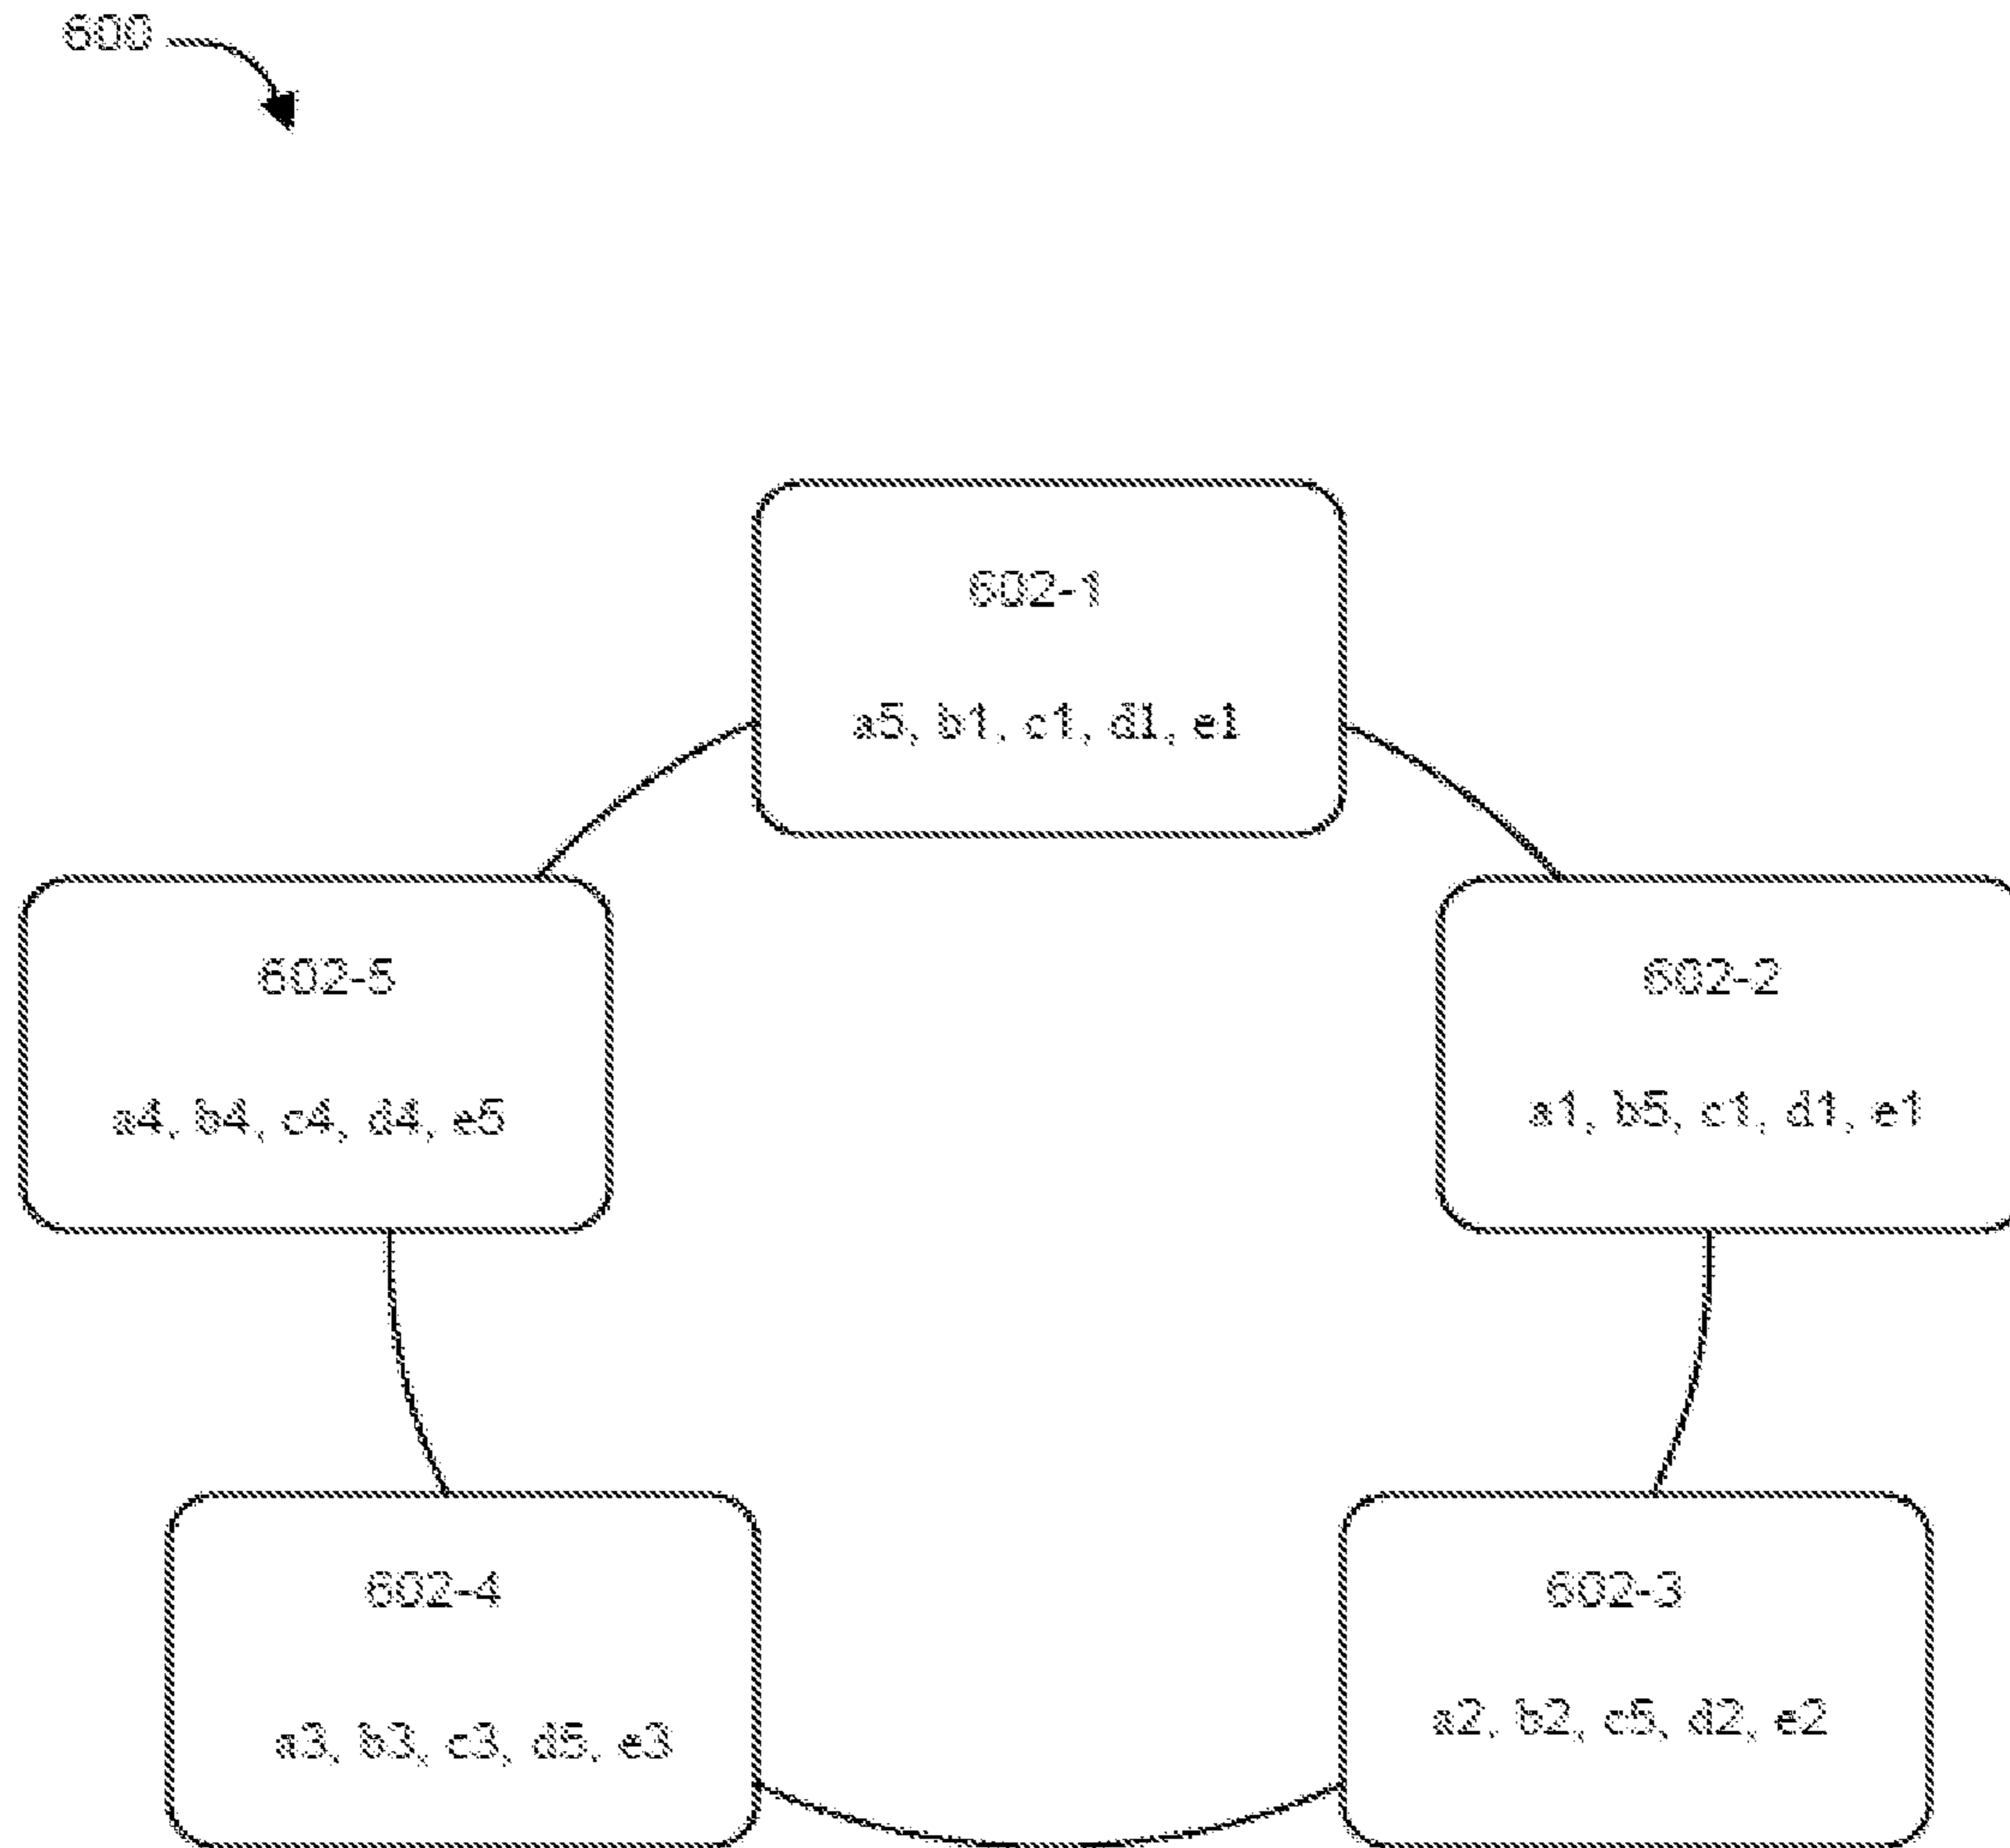 600
602-1
a5, b1, c1, d1, e1
602-5
602-2
a4, b4, c4, d4, e5
a1, b5, c1, d1, e1
602-4
602-3
a3, b3, c3, d5, e3
a2, b2, c5, d2, e2